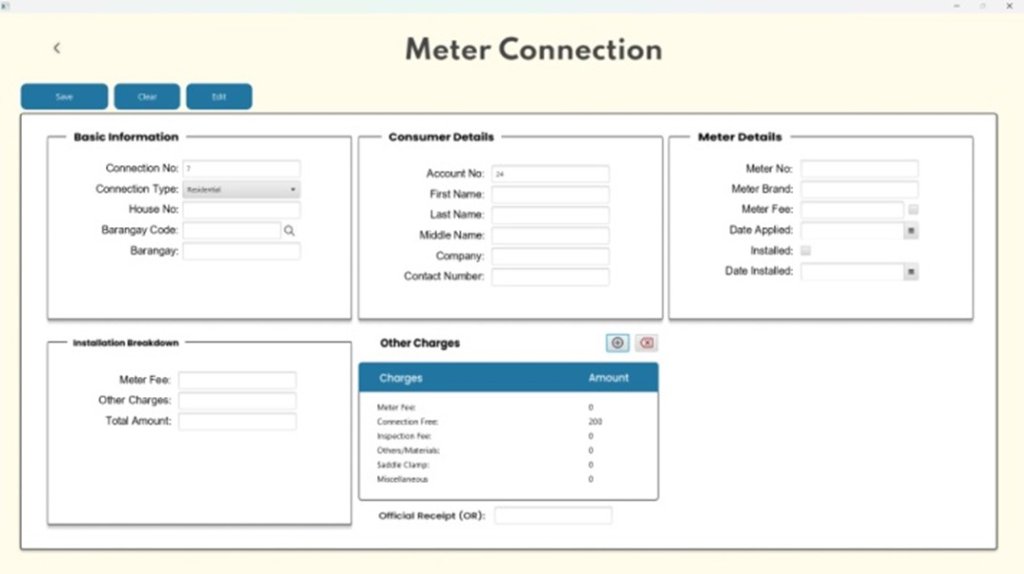 Meter Connection
Save Clear Edit
Basic Information
Connection No: 7
Connection Type: Residential
House No:
Barangay Code:
Barangay:
Consumer Details
Account No: 24
First Name:
Last Name:
Middle Name:
Company:
Contact Number:
Meter Details
Meter No:
Meter Brand:
Meter Fee:
Date Applied:
Installed:
Date Installed:
Installation Breakdown
Meter Fee:
Other Charges:
Total Amount:
Other Charges
Charges Amount
Meter Fee: 0
Connection Free: 200
Inspection Fee: 0
Others/Materials: 0
Saddle Clamp: 0
Miscellaneous 0
Official Receipt (OR):